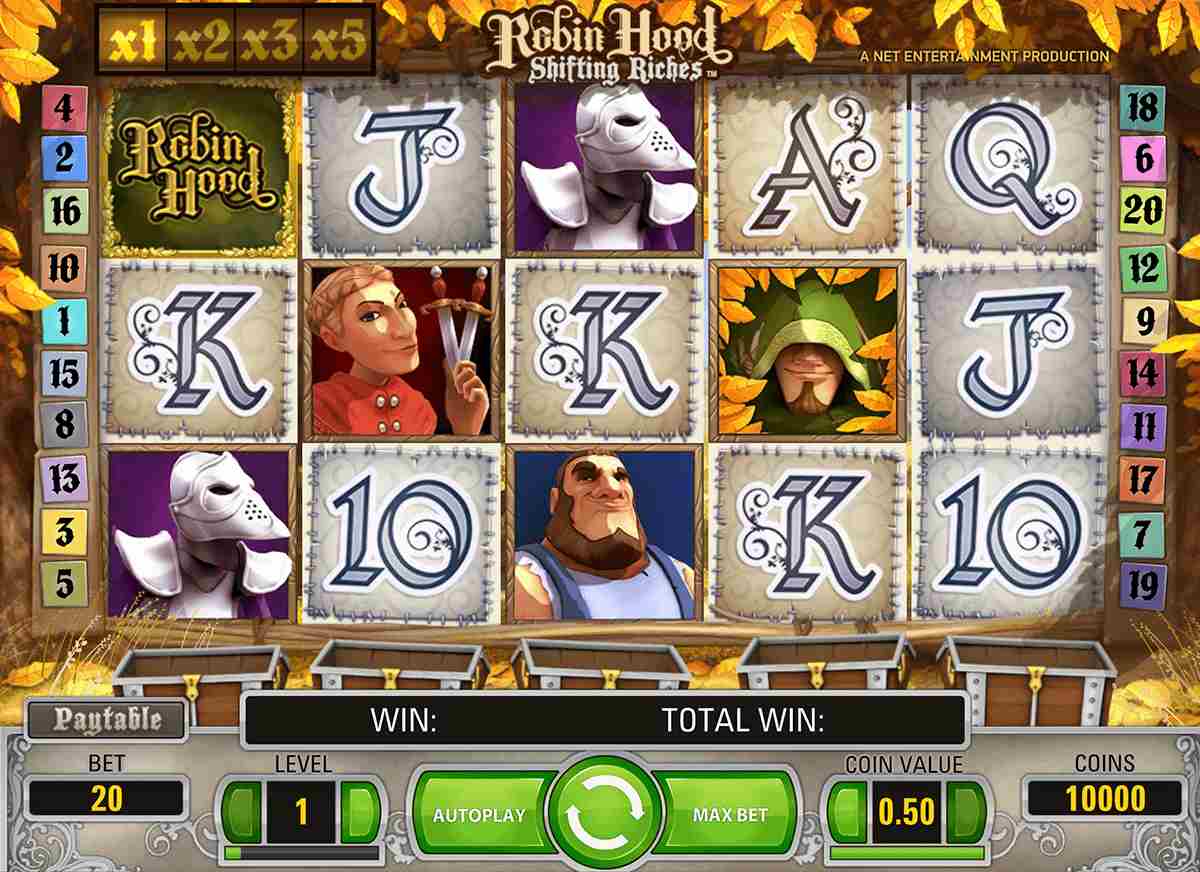 x1 x2 x3 x5
Robin Hood
Shifting Riches™
A NET ENTERTAINMENT PRODUCTION
4
2
16
10
1
15
8
13
3
5
Robin
Hood
J
A
Q
K
K
J
10
K
10
18
6
20
12
9
14
11
17
7
19
Paytable
WIN: TOTAL WIN:
BET
20
LEVEL
1
AUTOPLAY
MAX BET
COIN VALUE
0.50
COINS
10000